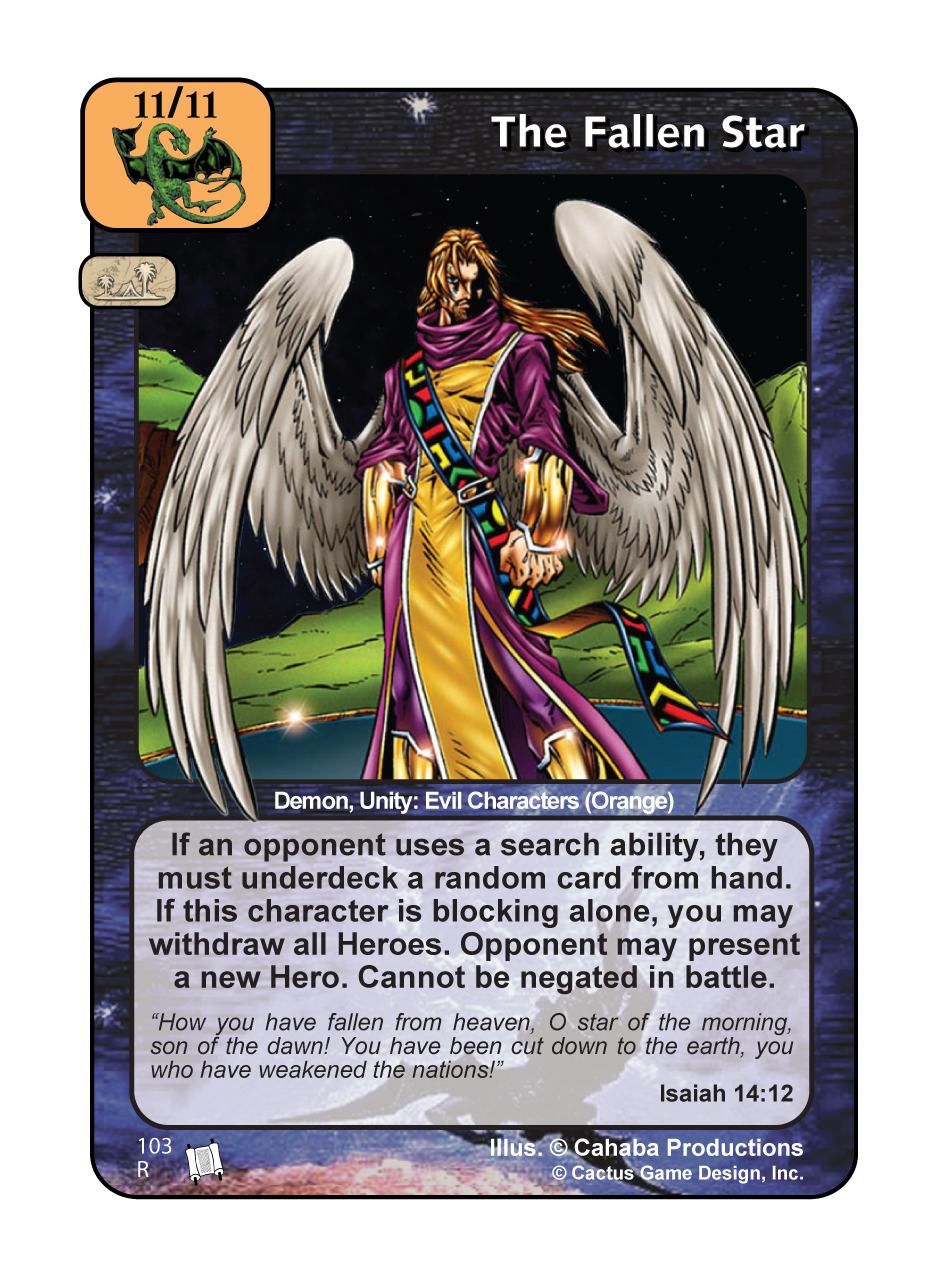 11/11
The Fallen Star
Demon, Unity: Evil Characters (Orange)
If an opponent uses a search ability, they
must underdeck a random card from hand.
If this character is blocking alone, you may
withdraw all Heroes. Opponent may present
a new Hero. Cannot be negated in battle.
“How you have fallen from heaven, O star of the morning,
son of the dawn! You have been cut down to the earth, you
who have weakened the nations!”
Isaiah 14:12
103
R
Illus. © Cahaba Productions
© Cactus Game Design, Inc.